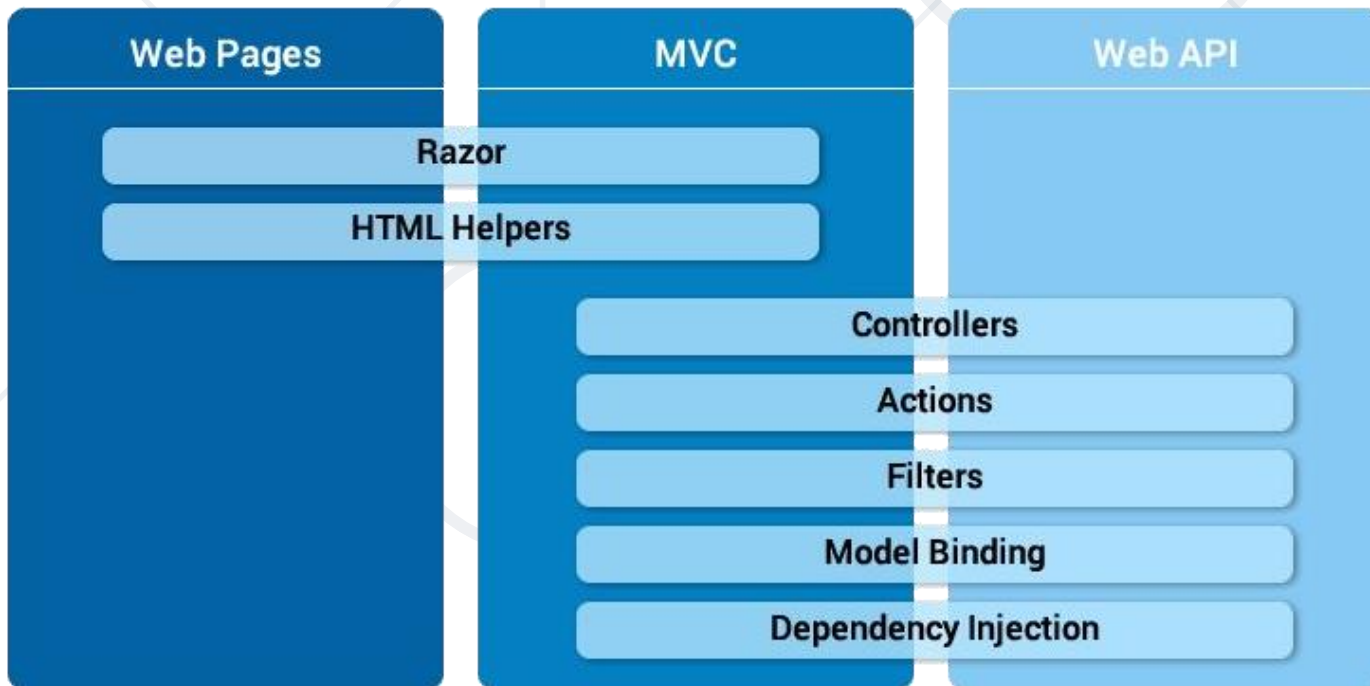 Web Pages
MVC
Web API
Razor
HTML Helpers
Controllers
Actions
Filters
Model Binding
Dependency Injection